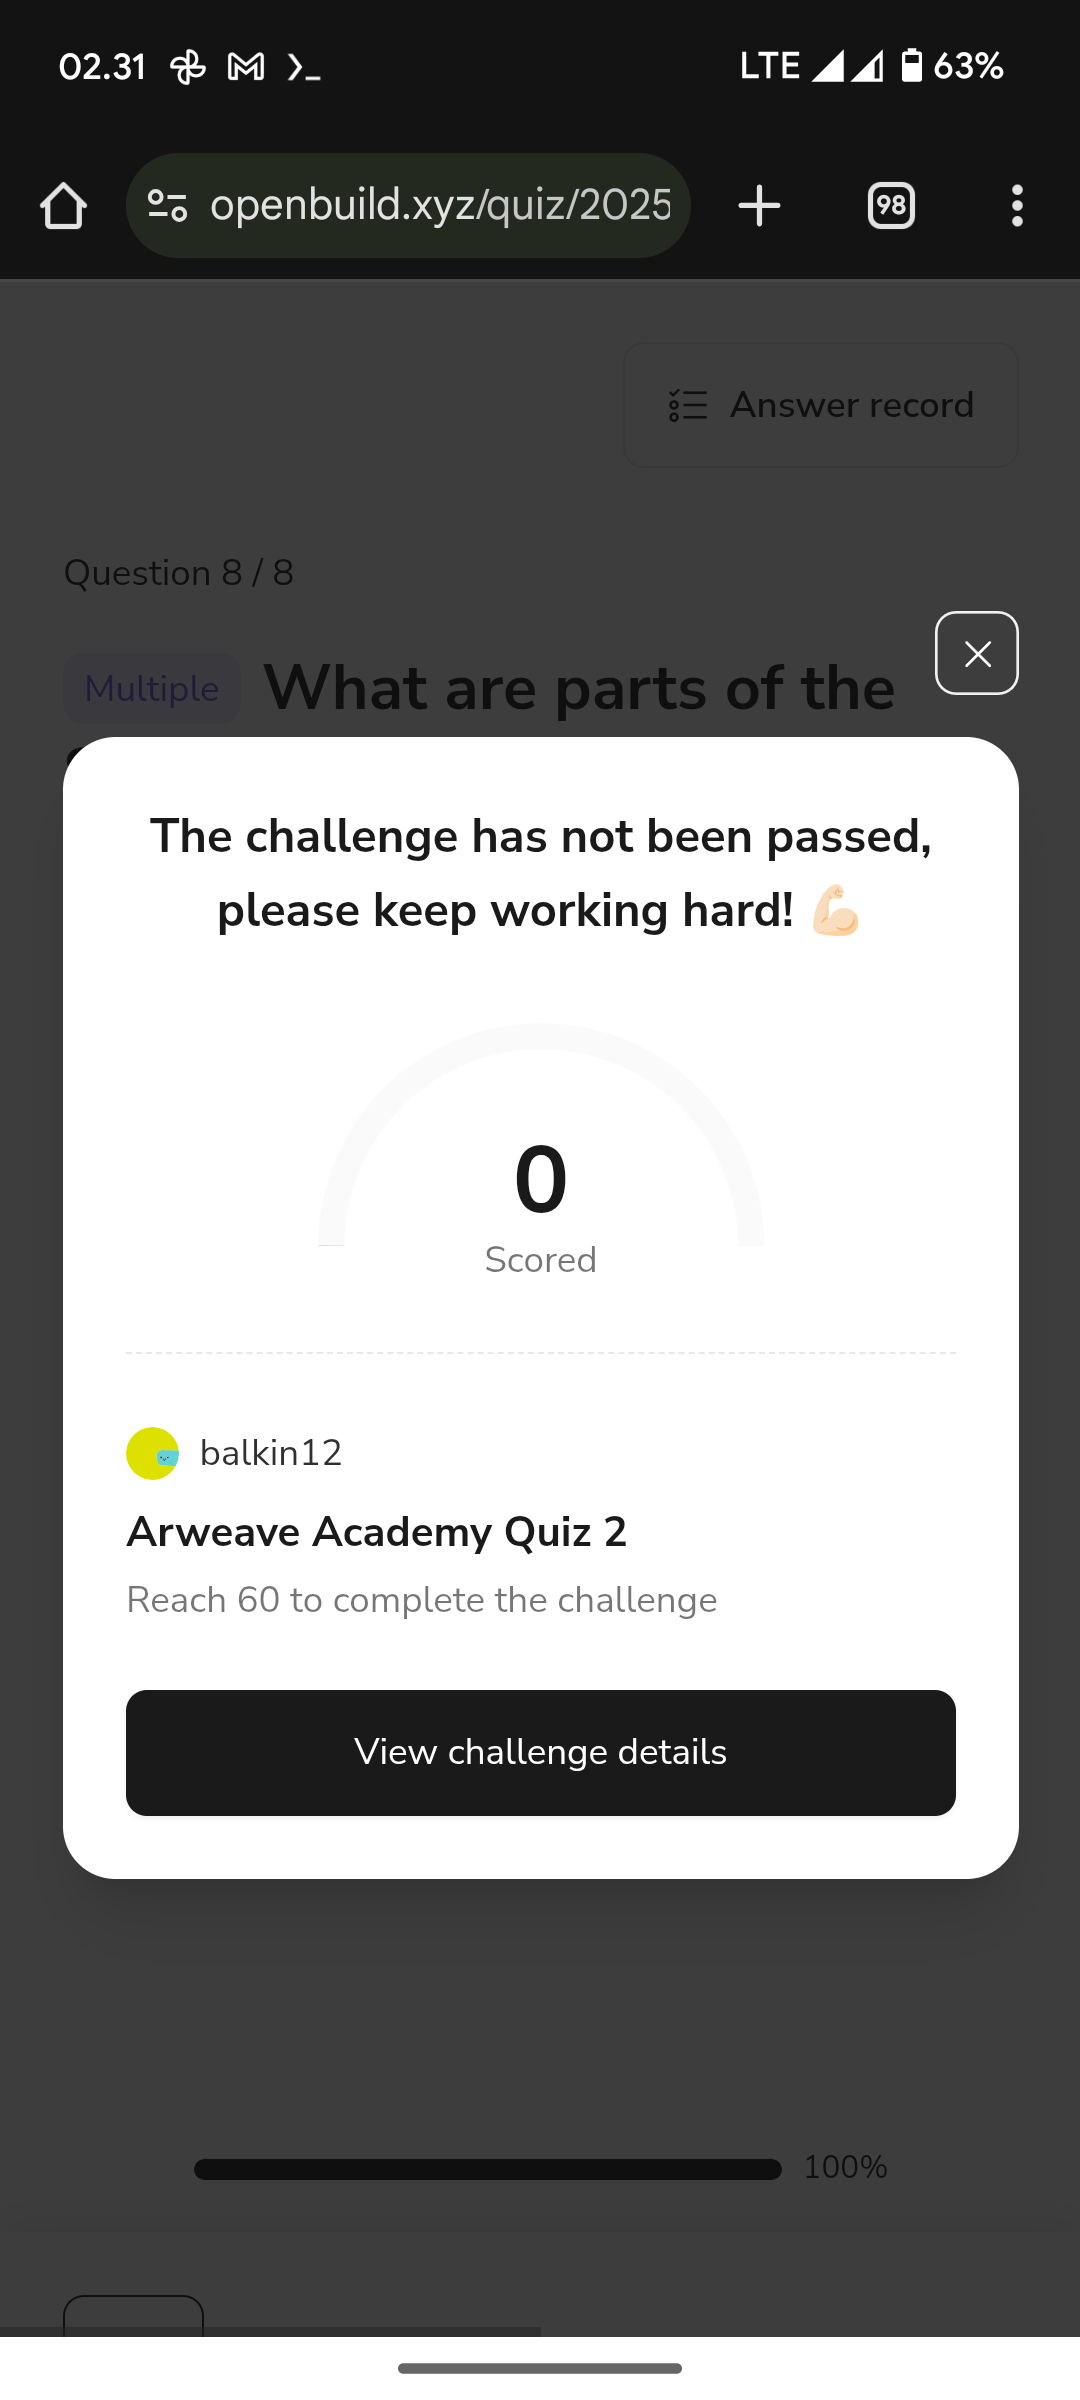 02.31
LTE 63%
openbuild.xyz/quiz/2025
98
Answer record
Question 8 / 8
Multiple What are parts of the
The challenge has not been passed,
please keep working hard! 💪🏻
0
Scored
balkin12
Arweave Academy Quiz 2
Reach 60 to complete the challenge
View challenge details
100%